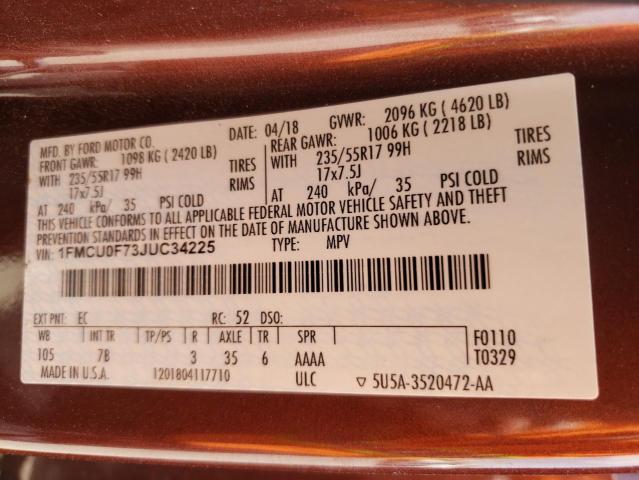 MFD. BY FORD MOTOR CO. DATE: 04/18 GVWR: 2096 KG ( 4620 LB)
FRONT GAWR: 1098 KG ( 2420 LB) REAR GAWR: 1006 KG ( 2218 LB)
WITH 235/55R17 99H TIRES WITH 235/55R17 99H TIRES
17x7.5J RIMS 17x7.5J RIMS
AT 240 kPa/ 35 PSI COLD AT 240 kPa/ 35 PSI COLD
THIS VEHICLE CONFORMS TO ALL APPLICABLE FEDERAL MOTOR VEHICLE SAFETY AND THEFT
PREVENTION STANDARDS IN EFFECT ON THE DATE OF MANUFACTURE SHOWN ABOVE.
VIN: 1FMCU0F73JUC34225 TYPE: MPV
EXT PNT: EC RC: 52 DSO:
WB INT TR TP/PS R AXLE TR SPR F0110
105 7B 3 35 6 AAAA T0329
MADE IN U.S.A. 1201804117710 ULC ▽ 5U5A-3520472-AA